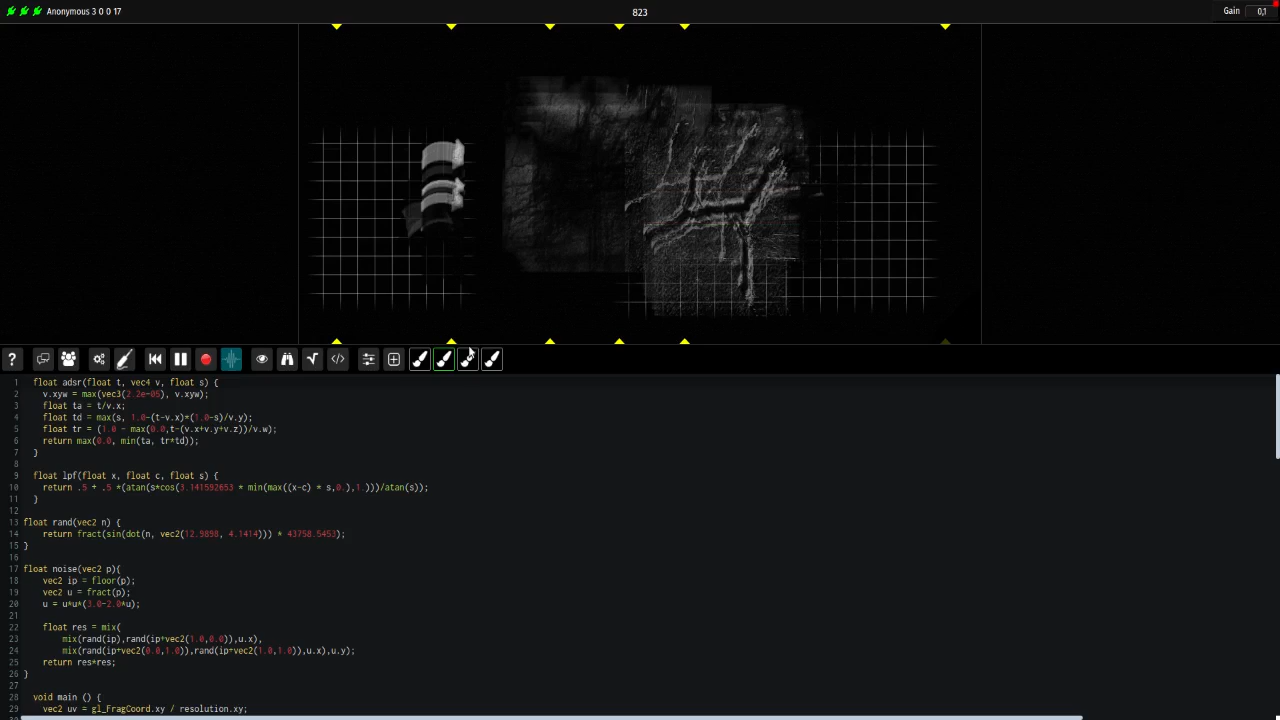 Anonymous 3 0 0 17
823
Gain 0,1
?
</>
1 float adsr(float t, vec4 v, float s) {
2 v.xyw = max(vec3(2.2e-05), v.xyw);
3 float ta = t/v.x;
4 float td = max(s, 1.0-(t-v.x)*(1.0-s)/v.y);
5 float tr = (1.0 - max(0.0,t-(v.x+v.y+v.z))/v.w);
6 return max(0.0, min(ta, tr*td));
7 }
8
9 float lpf(float x, float c, float s) {
10 return .5 + .5 *(atan(s*cos(3.141592653 * min(max((x-c) * s,0.),1.)))/atan(s));
11 }
12
13 float rand(vec2 n) {
14 return fract(sin(dot(n, vec2(12.9898, 4.1414))) * 43758.5453);
15 }
16
17 float noise(vec2 p){
18 vec2 ip = floor(p);
19 vec2 u = fract(p);
20 u = u*u*(3.0-2.0*u);
21
22 float res = mix(
23 mix(rand(ip),rand(ip+vec2(1.0,0.0)),u.x),
24 mix(rand(ip+vec2(0.0,1.0)),rand(ip+vec2(1.0,1.0)),u.x),u.y);
25 return res*res;
26 }
27
28 void main () {
29 vec2 uv = gl_FragCoord.xy / resolution.xy;